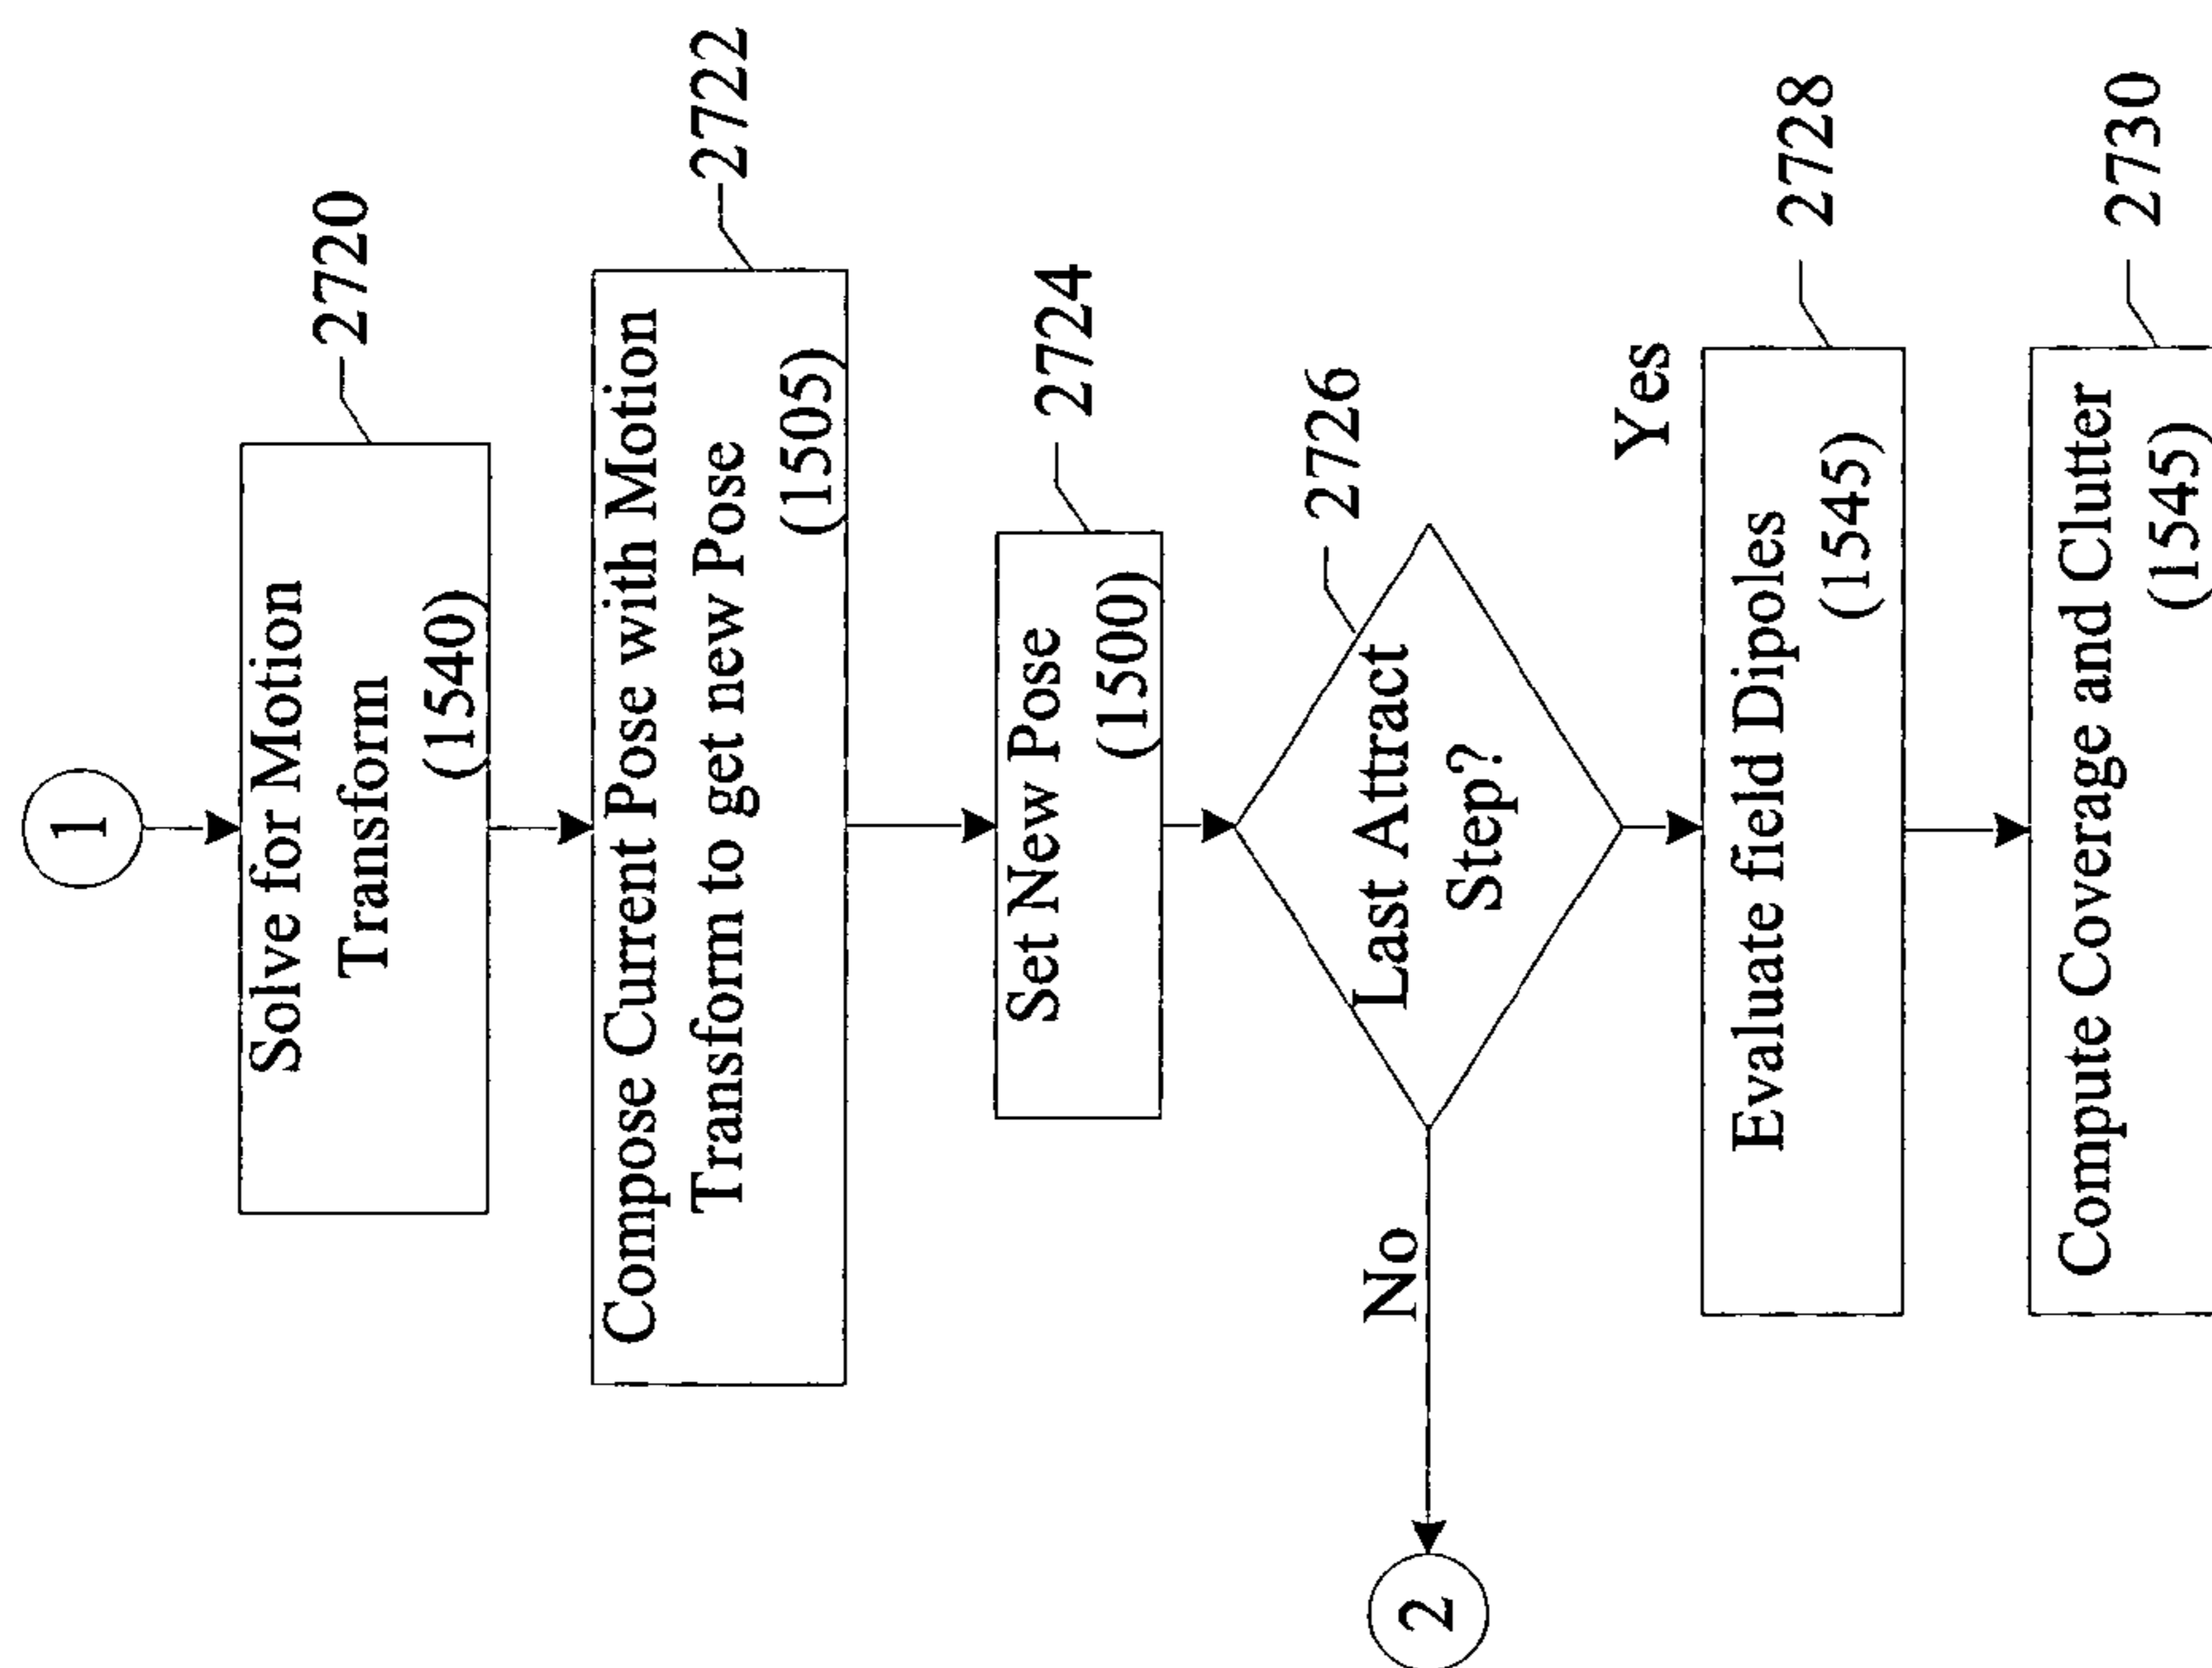 1
Solve for Motion
Transform
(1540)
2720
Compose Current Pose with Motion
Transform to get new Pose
(1505)
2722
Set New Pose
(1500)
2724
Last Attract
Step?
2726
No
2
Yes
Evaluate field Dipoles
(1545)
2728
Compute Coverage and Clutter
(1545)
2730